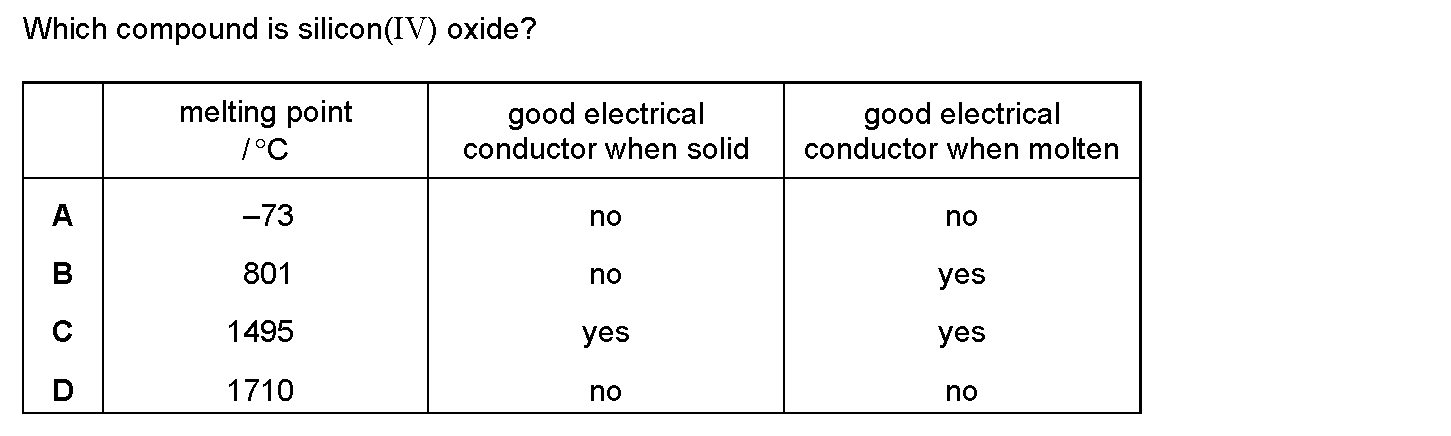 Which compound is silicon(IV) oxide?
melting point /°C good electrical conductor when solid good electrical conductor when molten
A –73 no no
B 801 no yes
C 1495 yes yes
D 1710 no no